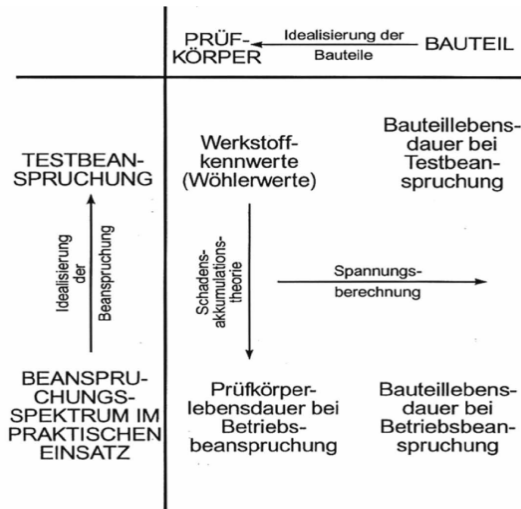 PRÜF-
KÖRPER
Idealisierung der
Bauteile
BAUTEIL
TESTBEAN-
SPRUCHUNG
Werkstoff-
kennwerte
(Wöhlerwerte)
Bauteillebens-
dauer bei
Testbean-
spruchung
Idealisierung
der
Beanspruchung
Schadens-
akkumulations-
theorie
Spannungs-
berechnung
BEANSPRU-
CHUNGS-
SPEKTRUM IM
PRAKTISCHEN
EINSATZ
Prüfkörper-
lebensdauer bei
Betriebs-
beanspruchung
Bauteillebens-
dauer bei
Betriebsbean-
spruchung